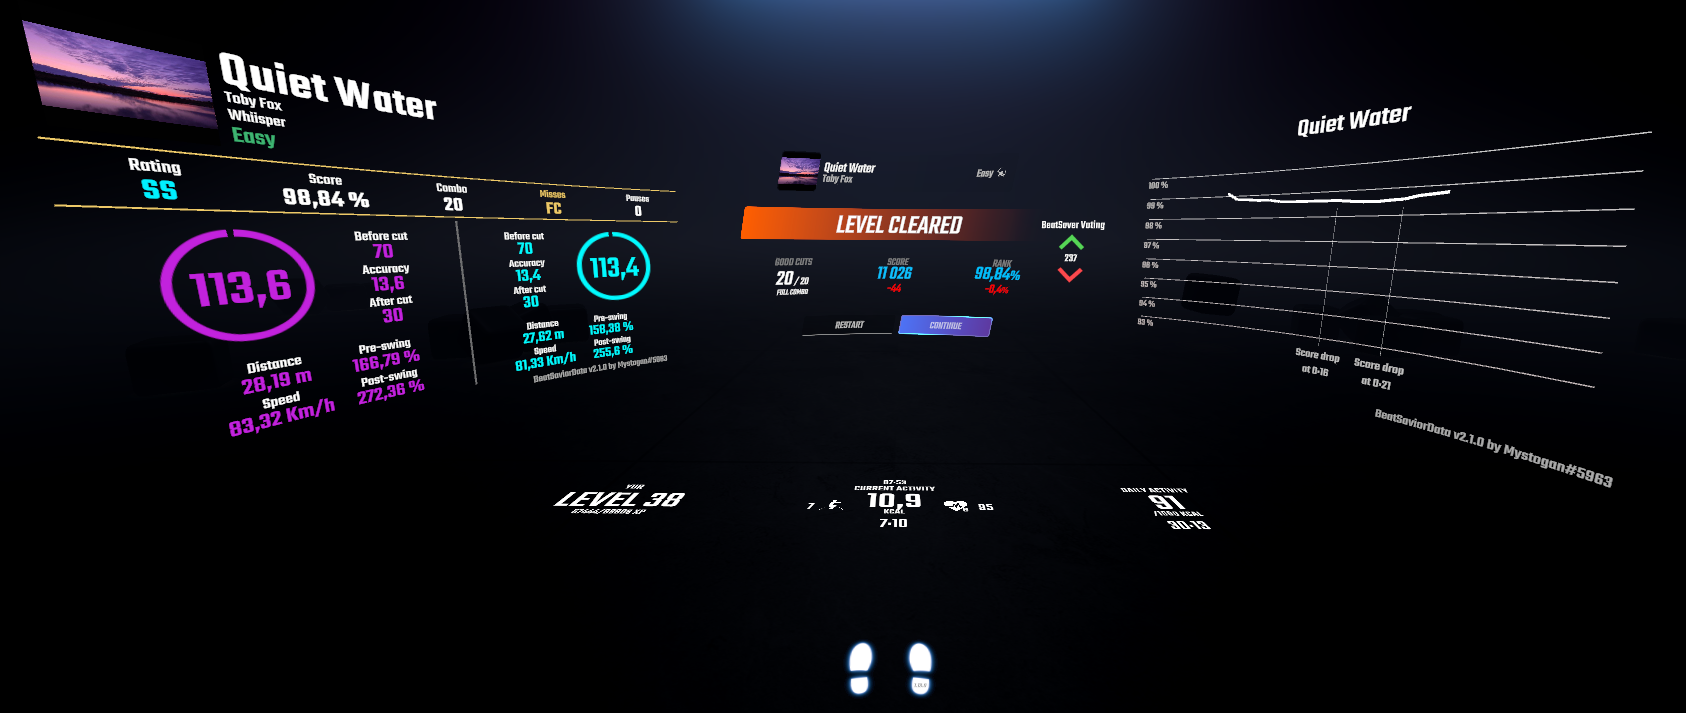 Quiet Water
Toby Fox
Whiisper
Easy
Rating
SS
Score
98,84 %
Combo
20
Misses
FC
Pauses
0
113,6
Before cut
70
Accuracy
13,6
After cut
30
Distance
28,19 m
Speed
83,32 Km/h
Pre-swing
166,79 %
Post-swing
272,36 %
Before cut
70
Accuracy
13,4
After cut
30
113,4
Distance
27,62 m
Speed
81,33 Km/h
Pre-swing
158,38 %
Post-swing
255,6 %
BeatSaviorData v2.1.0 by Mystogan#5963
Quiet Water
Toby Fox
Easy
LEVEL CLEARED
GOOD CUTS
20 / 20
FULL COMBO
SCORE
11 026
-44
RANK
98,84%
-0,4%
RESTART
CONTINUE
BeatSaver Voting
237
Quiet Water
100 %
99 %
98 %
97 %
96 %
95 %
94 %
93 %
Score drop
at 0:16
Score drop
at 0:21
BeatSaviorData v2.1.0 by Mystogan#5963
YUR
LEVEL 38
07:53
CURRENT ACTIVITY
7
10,9
KCAL
85
7:10
DAILY ACTIVITY
97
/1000 KCAL
30:13